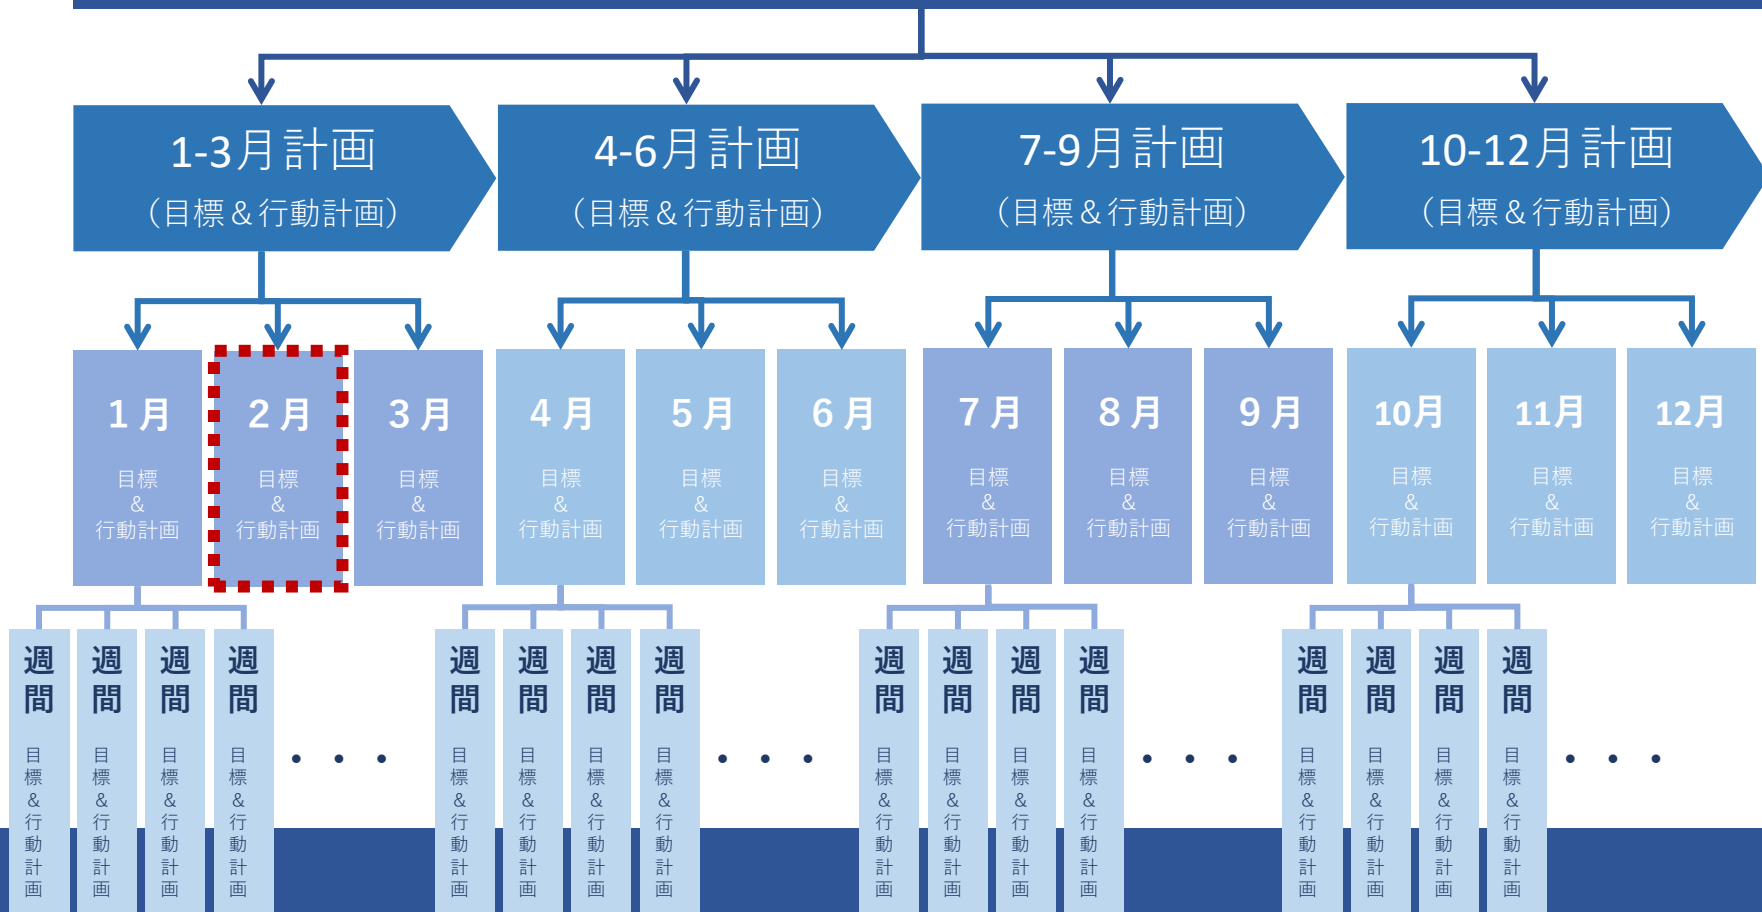 1-3月計画
（目標＆行動計画）
4-6月計画
（目標＆行動計画）
7-9月計画
（目標＆行動計画）
10-12月計画
（目標＆行動計画）
1月
目標
&
行動計画
2月
目標
&
行動計画
3月
目標
&
行動計画
4月
目標
&
行動計画
5月
目標
&
行動計画
6月
目標
&
行動計画
7月
目標
&
行動計画
8月
目標
&
行動計画
9月
目標
&
行動計画
10月
目標
&
行動計画
11月
目標
&
行動計画
12月
目標
&
行動計画
週間
目標&行動計画
週間
目標&行動計画
週間
目標&行動計画
週間
目標&行動計画
・・・
週間
目標&行動計画
週間
目標&行動計画
週間
目標&行動計画
週間
目標&行動計画
・・・
週間
目標&行動計画
週間
目標&行動計画
週間
目標&行動計画
週間
目標&行動計画
・・・
週間
目標&行動計画
週間
目標&行動計画
週間
目標&行動計画
週間
目標&行動計画
・・・